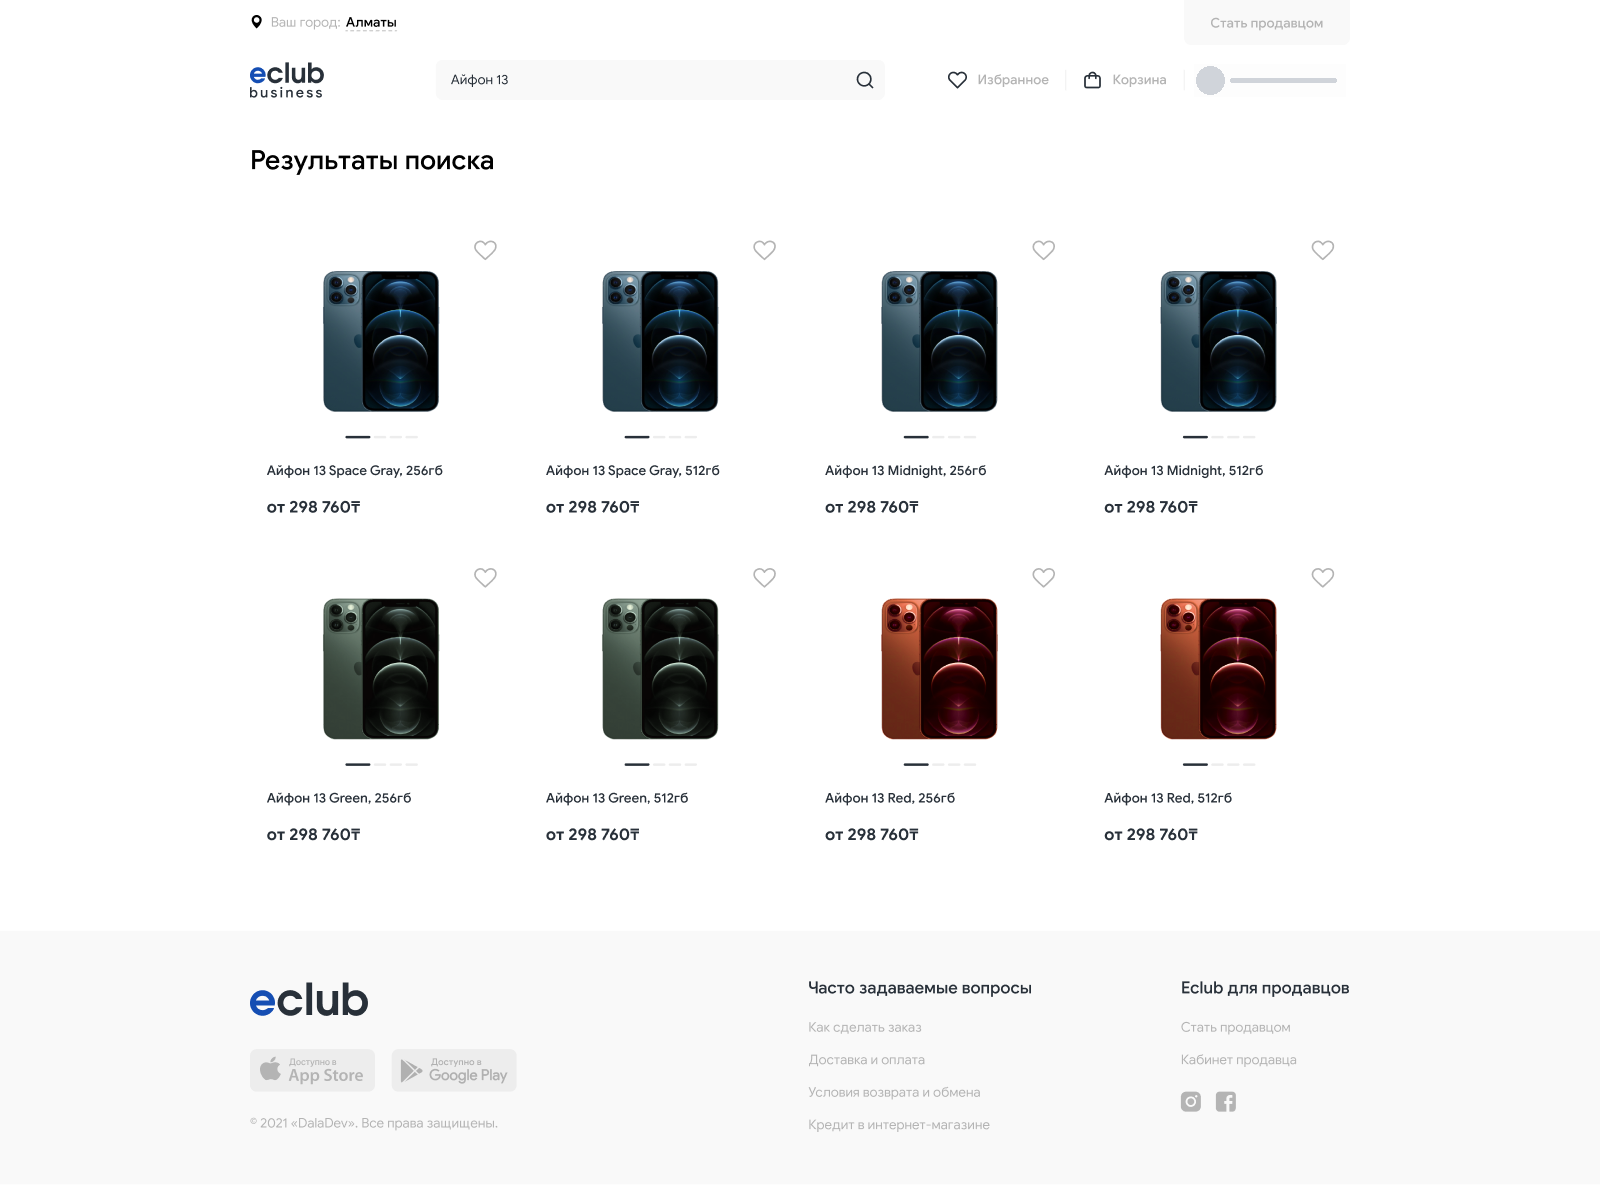 Ваш город: Алматы
Стать продавцом
eclub
business
Айфон 13
Избранное
Корзина
Результаты поиска
Айфон 13 Space Gray, 256гб
от 298 760₸
Айфон 13 Space Gray, 512гб
от 298 760₸
Айфон 13 Midnight, 256гб
от 298 760₸
Айфон 13 Midnight, 512гб
от 298 760₸
Айфон 13 Green, 256гб
от 298 760₸
Айфон 13 Green, 512гб
от 298 760₸
Айфон 13 Red, 256гб
от 298 760₸
Айфон 13 Red, 512гб
от 298 760₸
eclub
Доступно в
App Store
Доступно в
Google Play
© 2021 «DalaDev». Все права защищены.
Часто задаваемые вопросы
Как сделать заказ
Доставка и оплата
Условия возврата и обмена
Кредит в интернет-магазине
Eclub для продавцов
Стать продавцом
Кабинет продавца